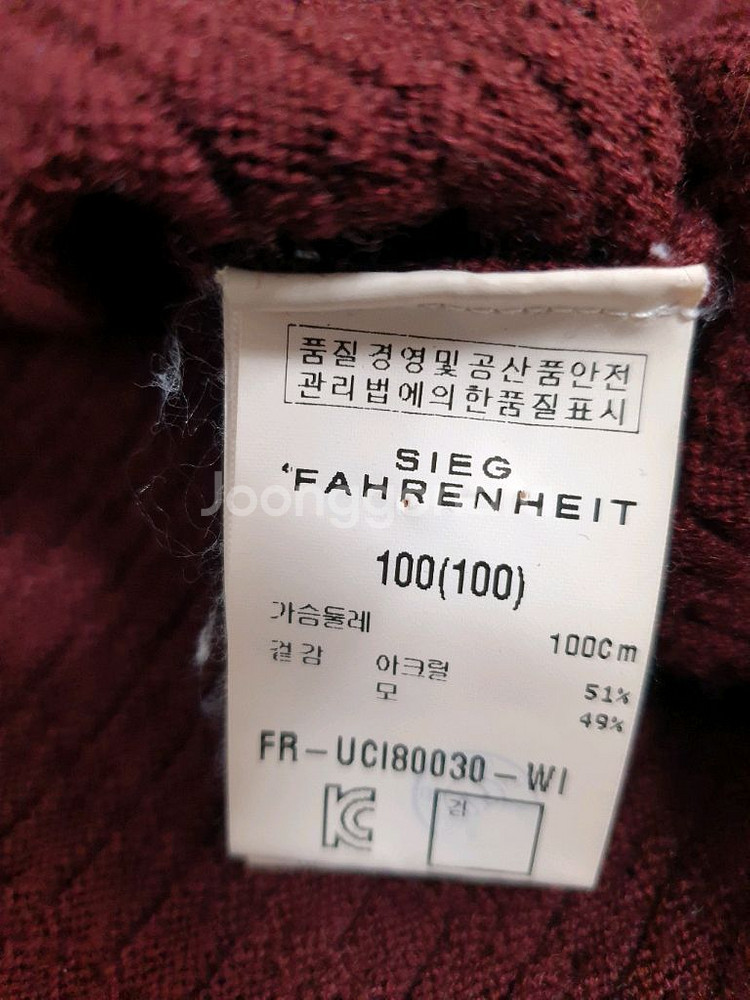 품질경영및공산품안전
관리법에의한품질표시
SIEG
FAHRENHEIT
100(100)
가슴둘레 100Cm
겉감 아크릴 51%
모 49%
FR-UCI80030-WI
KC
검